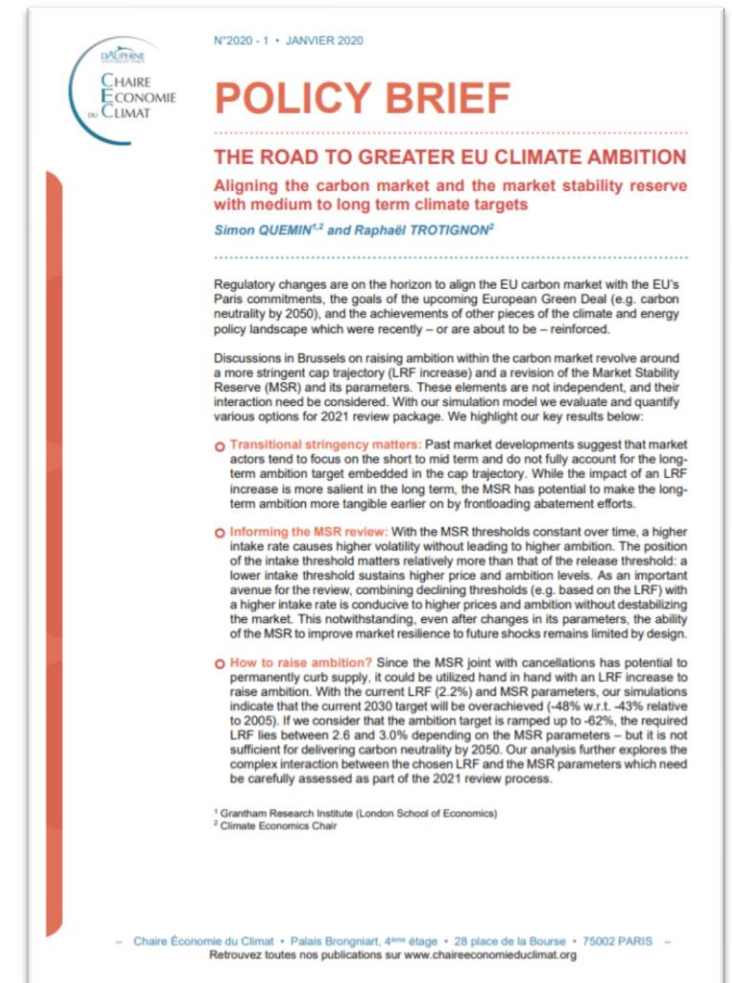 N°2020 - 1 • JANVIER 2020
DAUPHINE
CHAIRE
ECONOMIE
DU CLIMAT
POLICY BRIEF
THE ROAD TO GREATER EU CLIMATE AMBITION
Aligning the carbon market and the market stability reserve
with medium to long term climate targets
Simon QUEMIN1,2 and Raphaël TROTIGNON2
Regulatory changes are on the horizon to align the EU carbon market with the EU's
Paris commitments, the goals of the upcoming European Green Deal (e.g. carbon
neutrality by 2050), and the achievements of other pieces of the climate and energy
policy landscape which were recently – or are about to be – reinforced.
Discussions in Brussels on raising ambition within the carbon market revolve around
a more stringent cap trajectory (LRF increase) and a revision of the Market Stability
Reserve (MSR) and its parameters. These elements are not independent, and their
interaction need be considered. With our simulation model we evaluate and quantify
various options for 2021 review package. We highlight our key results below:
Transitional stringency matters: Past market developments suggest that market
actors tend to focus on the short to mid term and do not fully account for the long-
term ambition target embedded in the cap trajectory. While the impact of an LRF
increase is more salient in the long term, the MSR has potential to make the long-
term ambition more tangible earlier on by frontloading abatement efforts.
Informing the MSR review: With the MSR thresholds constant over time, a higher
intake rate causes higher volatility without leading to higher ambition. The position
of the intake threshold matters relatively more than that of the release threshold: a
lower intake threshold sustains higher price and ambition levels. As an important
avenue for the review, combining declining thresholds (e.g. based on the LRF) with
a higher intake rate is conducive to higher prices and ambition without destabilizing
the market. This notwithstanding, even after changes in its parameters, the ability
of the MSR to improve market resilience to future shocks remains limited by design.
How to raise ambition? Since the MSR joint with cancellations has potential to
permanently curb supply, it could be utilized hand in hand with an LRF increase to
raise ambition. With the current LRF (2.2%) and MSR parameters, our simulations
indicate that the current 2030 target will be overachieved (-48% w.r.t. -43% relative
to 2005). If we consider that the ambition target is ramped up to -62%, the required
LRF lies between 2.6 and 3.0% depending on the MSR parameters – but it is not
sufficient for delivering carbon neutrality by 2050. Our analysis further explores the
complex interaction between the chosen LRF and the MSR parameters which need
be carefully assessed as part of the 2021 review process.
1 Grantham Research Institute (London School of Economics)
2 Climate Economics Chair
– Chaire Économie du Climat • Palais Brongniart, 4ème étage • 28 place de la Bourse • 75002 PARIS –
Retrouvez toutes nos publications sur www.chaireeconomieduclimat.org